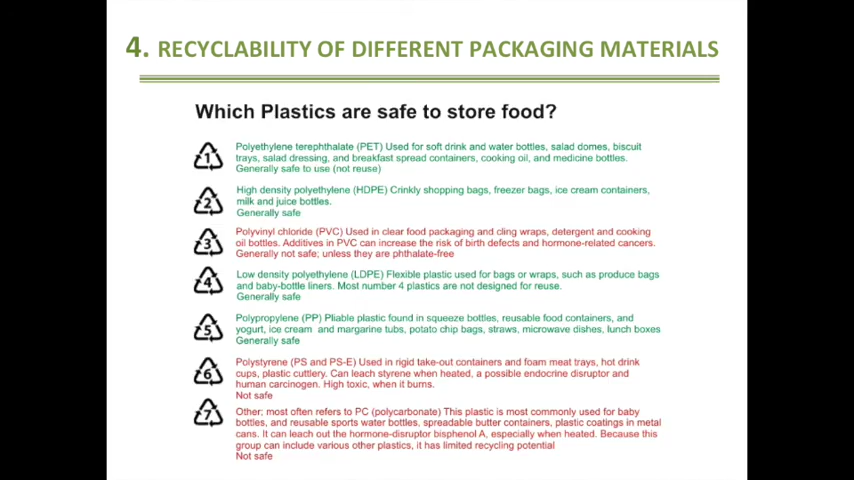 4. RECYCLABILITY OF DIFFERENT PACKAGING MATERIALS
Which Plastics are safe to store food?
1
Polyethylene terephthalate (PET) Used for soft drink and water bottles, salad domes, biscuit
trays, salad dressing, and breakfast spread containers, cooking oil, and medicine bottles.
Generally safe to use (not reuse)
2
High density polyethylene (HDPE) Crinkly shopping bags, freezer bags, ice cream containers,
milk and juice bottles.
Generally safe
3
Polyvinyl chloride (PVC) Used in clear food packaging and cling wraps, detergent and cooking
oil bottles. Additives in PVC can increase the risk of birth defects and hormone-related cancers.
Generally not safe; unless they are phthalate-free
4
Low density polyethylene (LDPE) Flexible plastic used for bags or wraps, such as produce bags
and baby-bottle liners. Most number 4 plastics are not designed for reuse.
Generally safe
5
Polypropylene (PP) Pliable plastic found in squeeze bottles, reusable food containers, and
yogurt, ice cream and margarine tubs, potato chip bags, straws, microwave dishes, lunch boxes
Generally safe
6
Polystyrene (PS and PS-E) Used in rigid take-out containers and foam meat trays, hot drink
cups, plastic cuttlery. Can leach styrene when heated, a possible endocrine disruptor and
human carcinogen. High toxic, when it burns.
Not safe
7
Other; most often refers to PC (polycarbonate) This plastic is most commonly used for baby
bottles, and reusable sports water bottles, spreadable butter containers, plastic coatings in metal
cans. It can leach out the hormone-disruptor bisphenol A, especially when heated. Because this
group can include various other plastics, it has limited recycling potential
Not safe